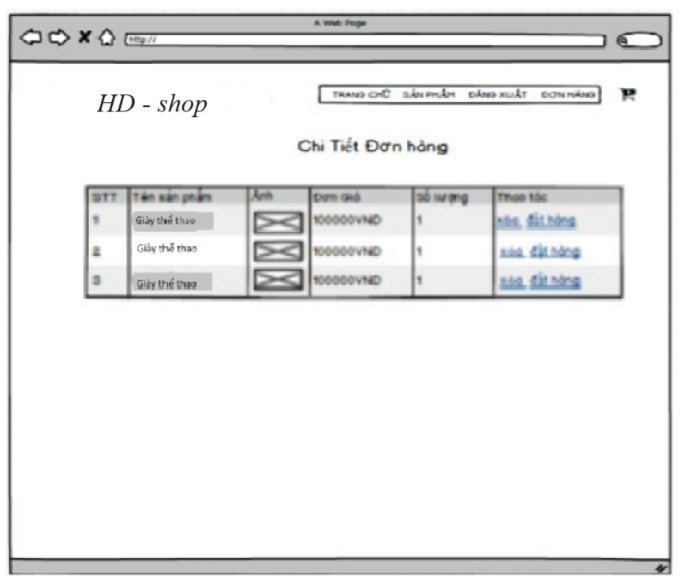 A Web Page
http://
HD - shop
TRANG CHỦ SẢN PHẨM ĐĂNG XUẤT ĐƠN HÀNG
Chi Tiết Đơn hàng
STT Tên sản phẩm Ảnh Đơn Giá Số lượng Thao tác
1 Giày thể thao 100000VND 1 xóa đặt hàng
2 Giày thể thao 100000VND 1 xóa đặt hàng
3 Giày thể thao 100000VND 1 xóa đặt hàng